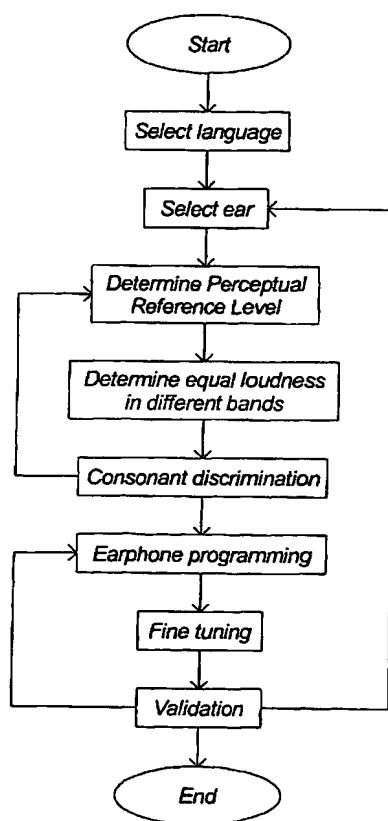 Start
Select language
Select ear
Determine Perceptual
Reference Level
Determine equal loudness
in different bands
Consonant discrimination
Earphone programming
Fine tuning
Validation
End